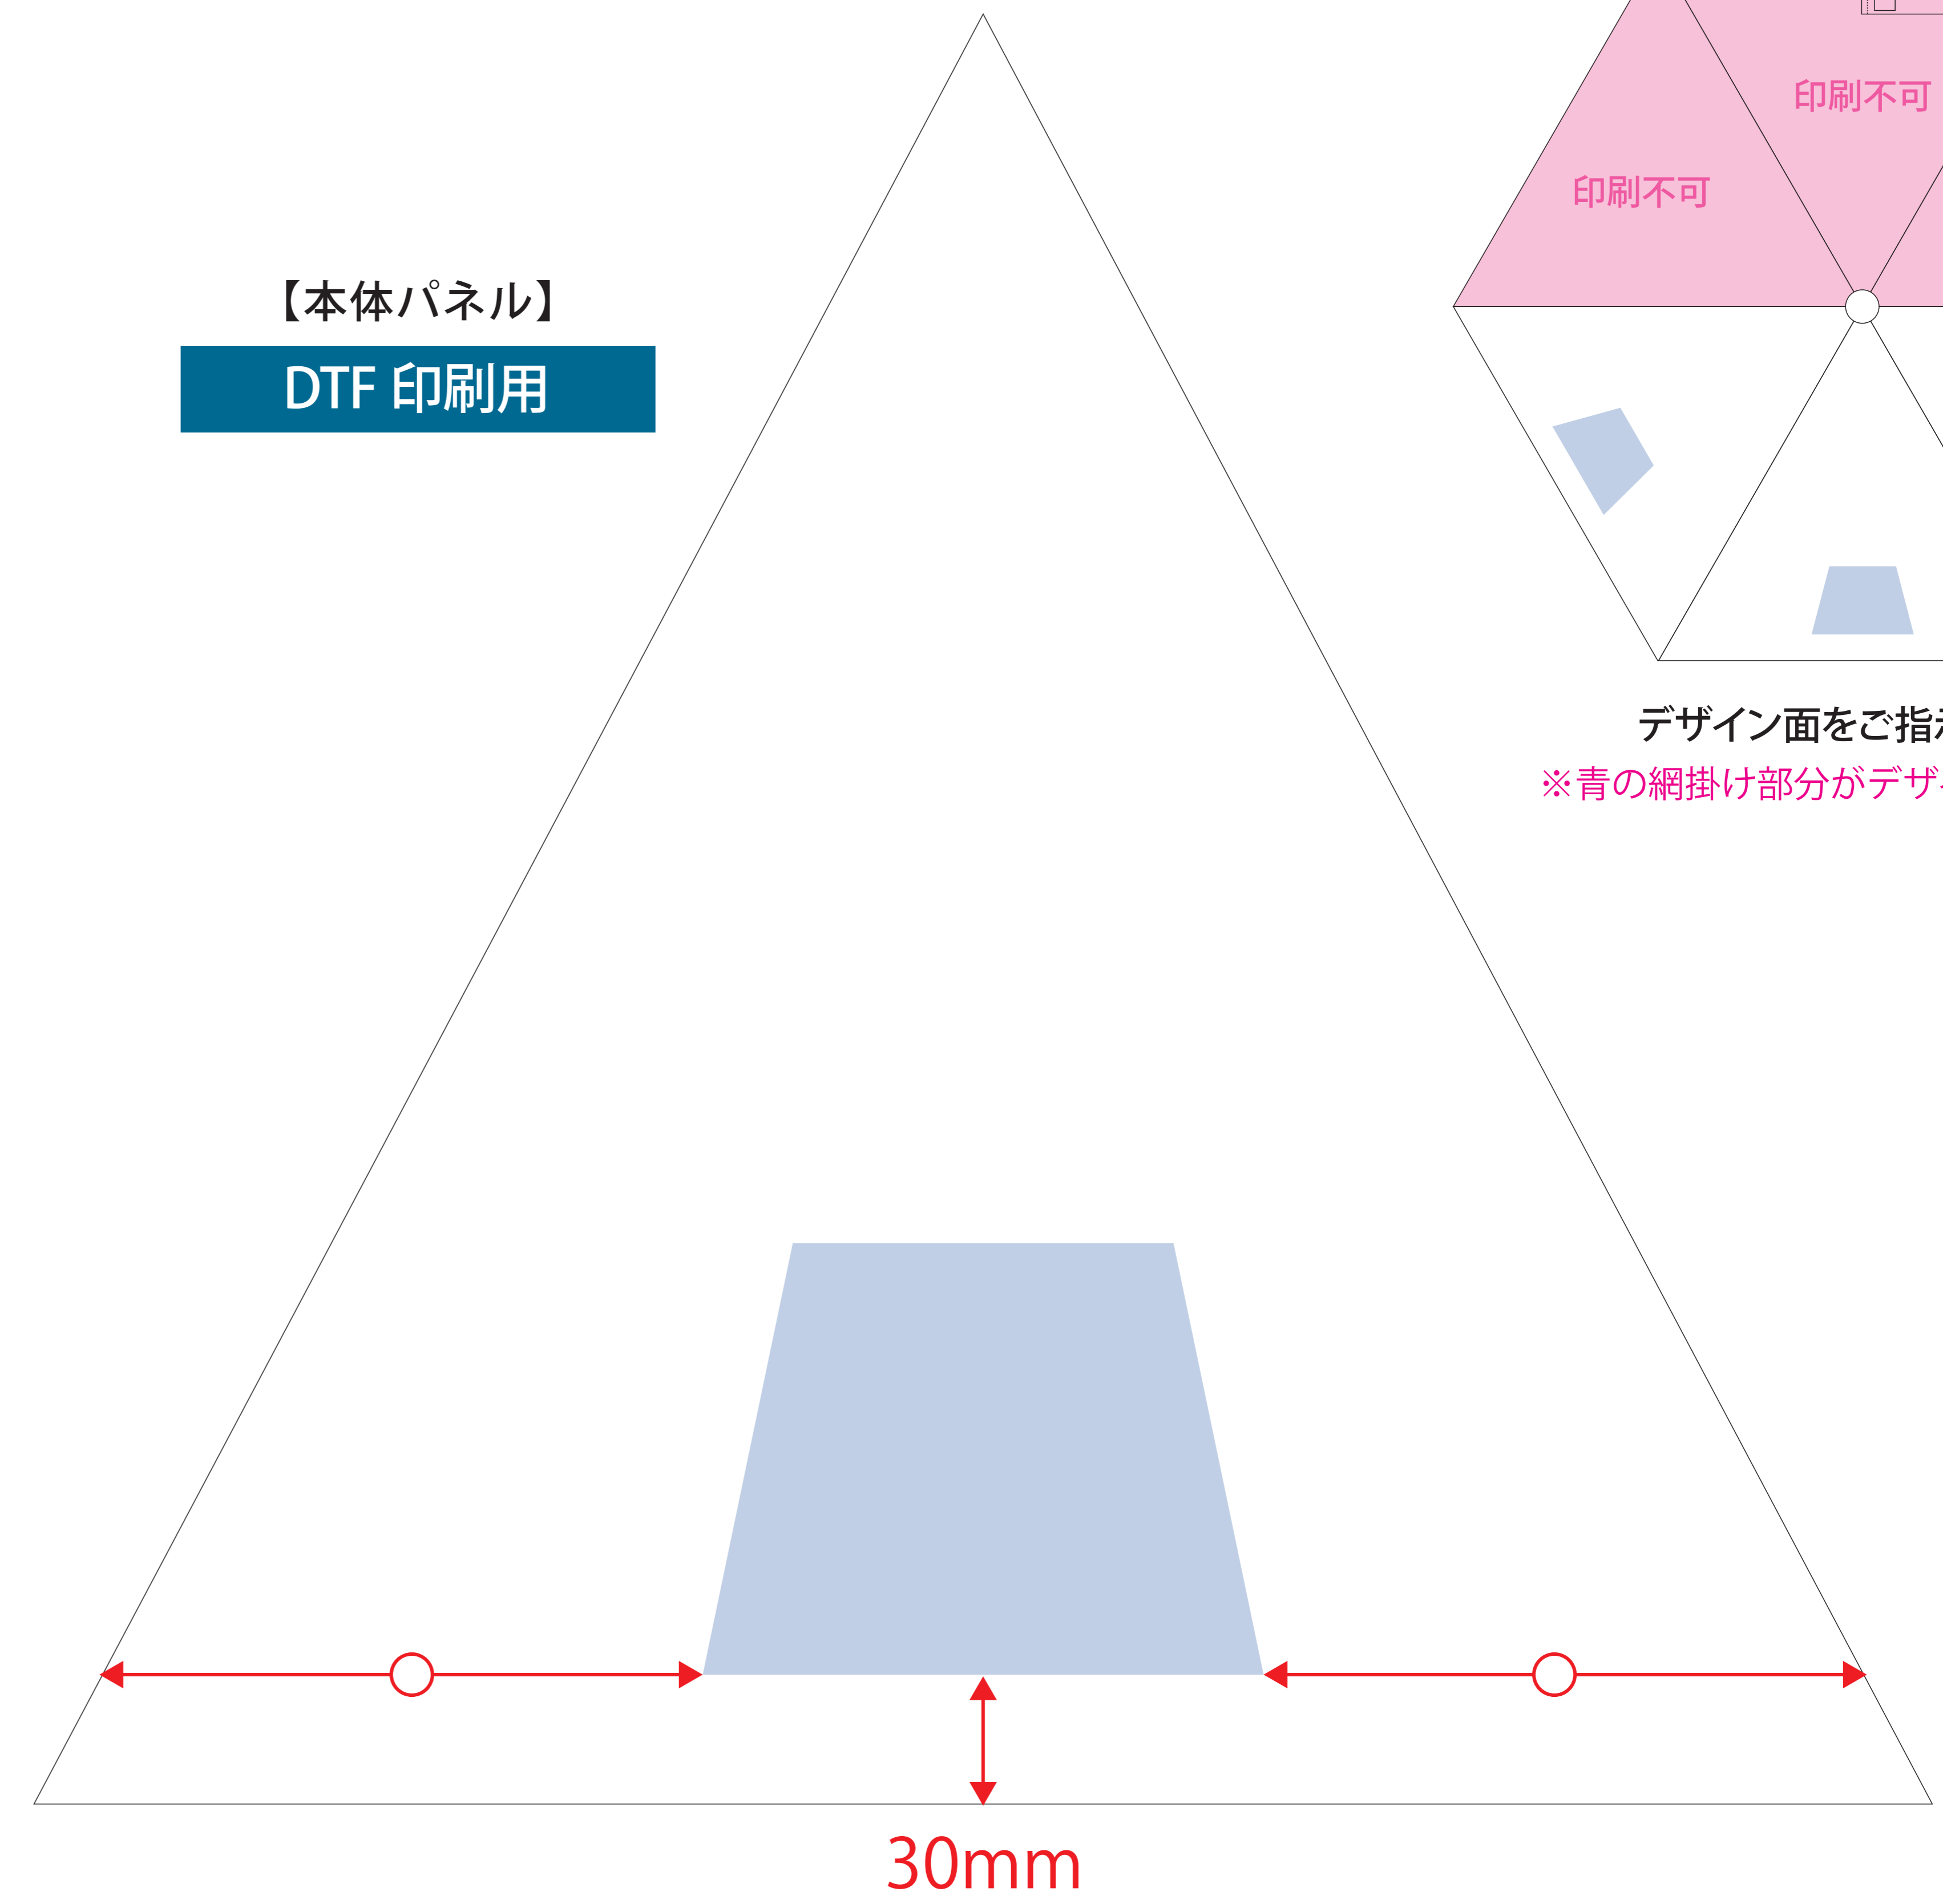 【本体パネル】
DTF 印刷用
印刷不可
印刷不可
デザイン面をご指
※青の網掛け部分がデザ
30mm